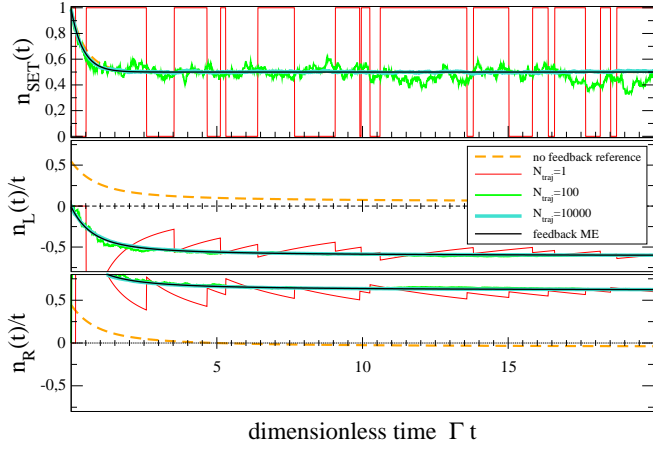 1
0,8
0,6
0,4
0,2
0
n_SET(t)
0,5
0
-0,5
n_L(t)/t
no feedback reference
N_traj=1
N_traj=100
N_traj=10000
feedback ME
0,5
0
-0,5
n_R(t)/t
5 10 15
dimensionless time Γ t